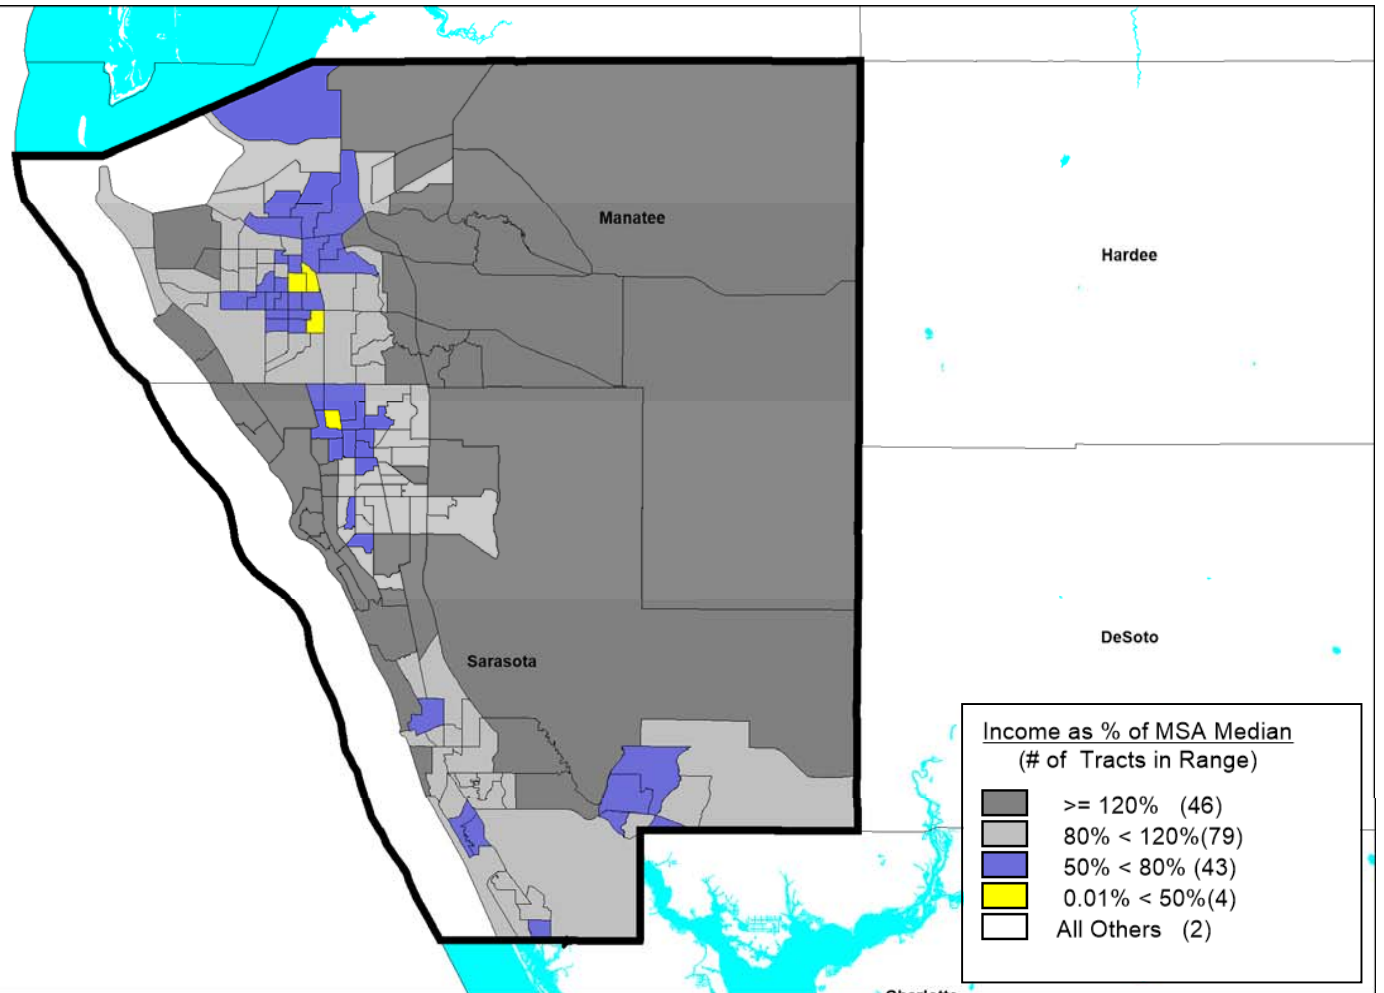 Manatee
Hardee
DeSoto
Sarasota
Income as % of MSA Median
(# of Tracts in Range)
>= 120% (46)
80% < 120%(79)
50% < 80% (43)
0.01% < 50%(4)
All Others (2)